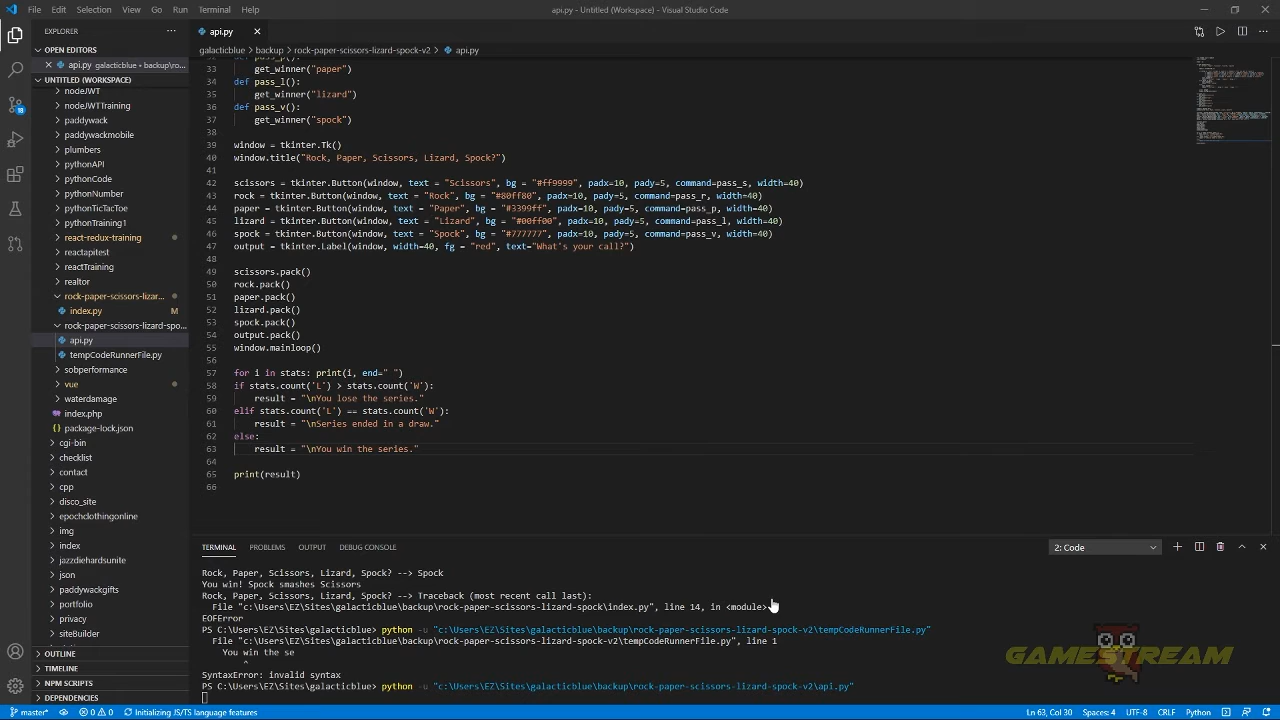 File Edit Selection View Go Run Terminal Help
api.py - Untitled (Workspace) - Visual Studio Code
EXPLORER
OPEN EDITORS
api.py galacticblue • backup\ro...
UNTITLED (WORKSPACE)
nodeJWT
nodeJWTTraining
paddywack
paddywackmobile
plumbers
pythonAPI
pythonCode
pythonNumber
pythonTicTacToe
pythonTraining1
react-redux-training
reactapitest
reactTraining
realtor
rock-paper-scissors-lizar...
index.py M
rock-paper-scissors-lizard-spo...
api.py
tempCodeRunnerFile.py
sobperformance
vue
waterdamage
index.php
package-lock.json
cgi-bin
checklist
contact
cpp
disco_site
epochclothingonline
img
index
jazzdiehardsunite
json
paddywackgifts
portfolio
privacy
siteBuilder
OUTLINE
TIMELINE
NPM SCRIPTS
DEPENDENCIES
api.py
galacticblue > backup > rock-paper-scissors-lizard-spock-v2 > api.py
33 get_winner("paper")
34 def pass_l():
35 get_winner("lizard")
36 def pass_v():
37 get_winner("spock")
38
39 window = tkinter.Tk()
40 window.title("Rock, Paper, Scissors, Lizard, Spock?")
41
42 scissors = tkinter.Button(window, text = "Scissors", bg = "#ff9999", padx=10, pady=5, command=pass_s, width=40)
43 rock = tkinter.Button(window, text = "Rock", bg = "#80ff80", padx=10, pady=5, command=pass_r, width=40)
44 paper = tkinter.Button(window, text = "Paper", bg = "#3399ff", padx=10, pady=5, command=pass_p, width=40)
45 lizard = tkinter.Button(window, text = "Lizard", bg = "#00ff00", padx=10, pady=5, command=pass_l, width=40)
46 spock = tkinter.Button(window, text = "Spock", bg = "#777777", padx=10, pady=5, command=pass_v, width=40)
47 output = tkinter.Label(window, width=40, fg = "red", text="What's your call?")
48
49 scissors.pack()
50 rock.pack()
51 paper.pack()
52 lizard.pack()
53 spock.pack()
54 output.pack()
55 window.mainloop()
56
57 for i in stats: print(i, end=" ")
58 if stats.count('L') > stats.count('W'):
59 result = "\nYou lose the series."
60 elif stats.count('L') == stats.count('W'):
61 result = "\nSeries ended in a draw."
62 else:
63 result = "\nYou win the series."
64
65 print(result)
66
TERMINAL PROBLEMS OUTPUT DEBUG CONSOLE
2: Code
Rock, Paper, Scissors, Lizard, Spock? --> Spock
You win! Spock smashes Scissors
Rock, Paper, Scissors, Lizard, Spock? --> Traceback (most recent call last):
File "c:\Users\EZ\Sites\galacticblue\backup\rock-paper-scissors-lizard-spock\index.py", line 14, in <module>
EOFError
PS C:\Users\EZ\Sites\galacticblue> python -u "c:\Users\EZ\Sites\galacticblue\backup\rock-paper-scissors-lizard-spock-v2\tempCodeRunnerFile.py"
File "c:\Users\EZ\Sites\galacticblue\backup\rock-paper-scissors-lizard-spock-v2\tempCodeRunnerFile.py", line 1
You win the se
^
SyntaxError: invalid syntax
PS C:\Users\EZ\Sites\galacticblue> python -u "c:\Users\EZ\Sites\galacticblue\backup\rock-paper-scissors-lizard-spock-v2\api.py"
GAMESTREAM
master* 0 0 Initializing JS/TS language features
Ln 63, Col 30 Spaces: 4 UTF-8 CRLF Python